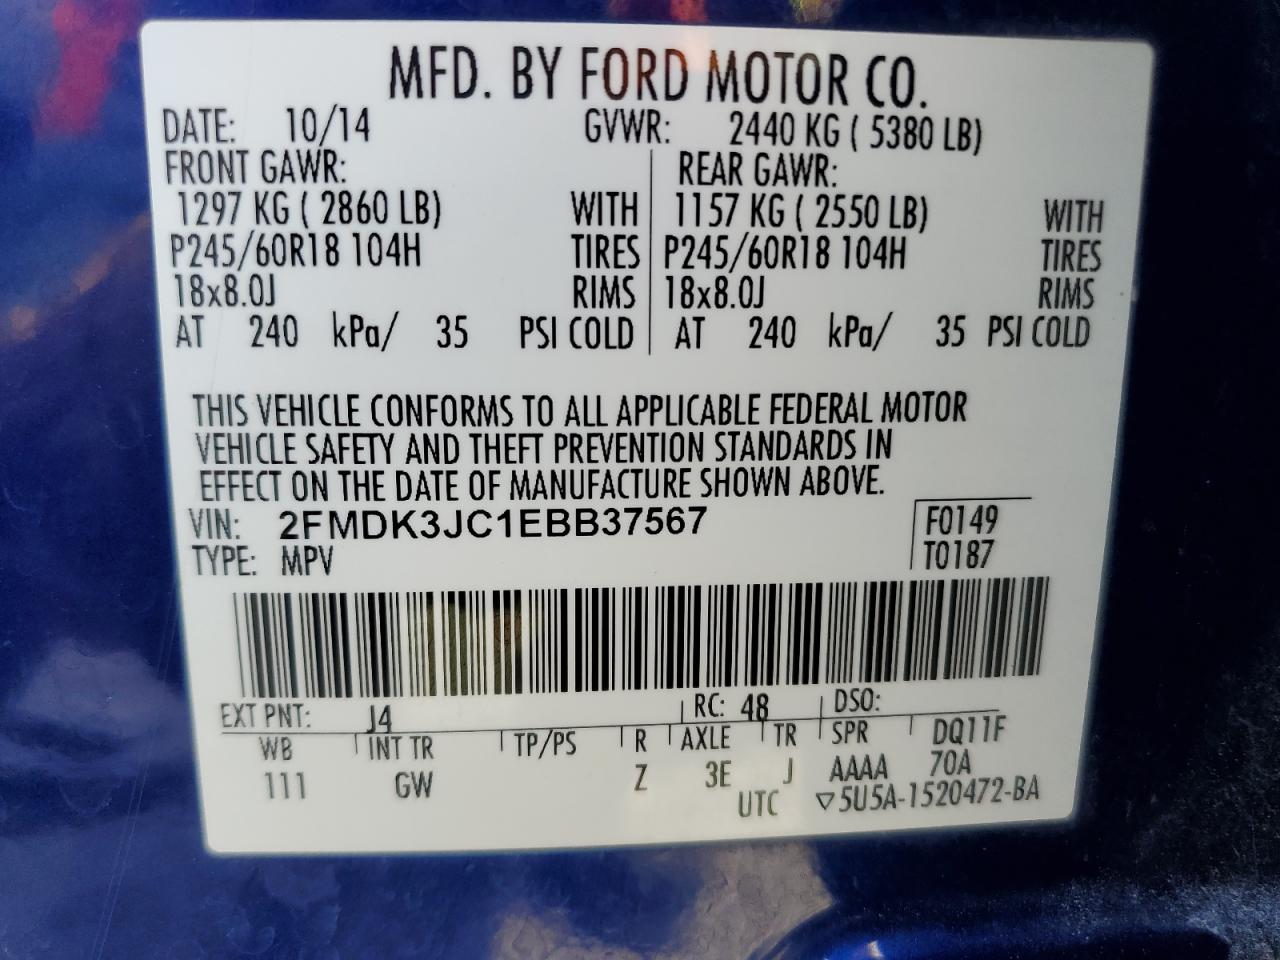 MFD. BY FORD MOTOR CO.
DATE: 10/14 GVWR: 2440 KG ( 5380 LB)
FRONT GAWR: REAR GAWR:
1297 KG ( 2860 LB) WITH 1157 KG ( 2550 LB) WITH
P245/60R18 104H TIRES P245/60R18 104H TIRES
18x8.0J RIMS 18x8.0J RIMS
AT 240 kPa/ 35 PSI COLD AT 240 kPa/ 35 PSI COLD
THIS VEHICLE CONFORMS TO ALL APPLICABLE FEDERAL MOTOR
VEHICLE SAFETY AND THEFT PREVENTION STANDARDS IN
EFFECT ON THE DATE OF MANUFACTURE SHOWN ABOVE.
VIN: 2FMDK3JC1EBB37567 F0149
TYPE: MPV T0187
EXT PNT: J4 RC: 48 DSO:
WB INT TR TP/PS R AXLE TR SPR DQ11F
111 GW Z 3E J AAAA 70A
UTC ▽5U5A-1520472-BA